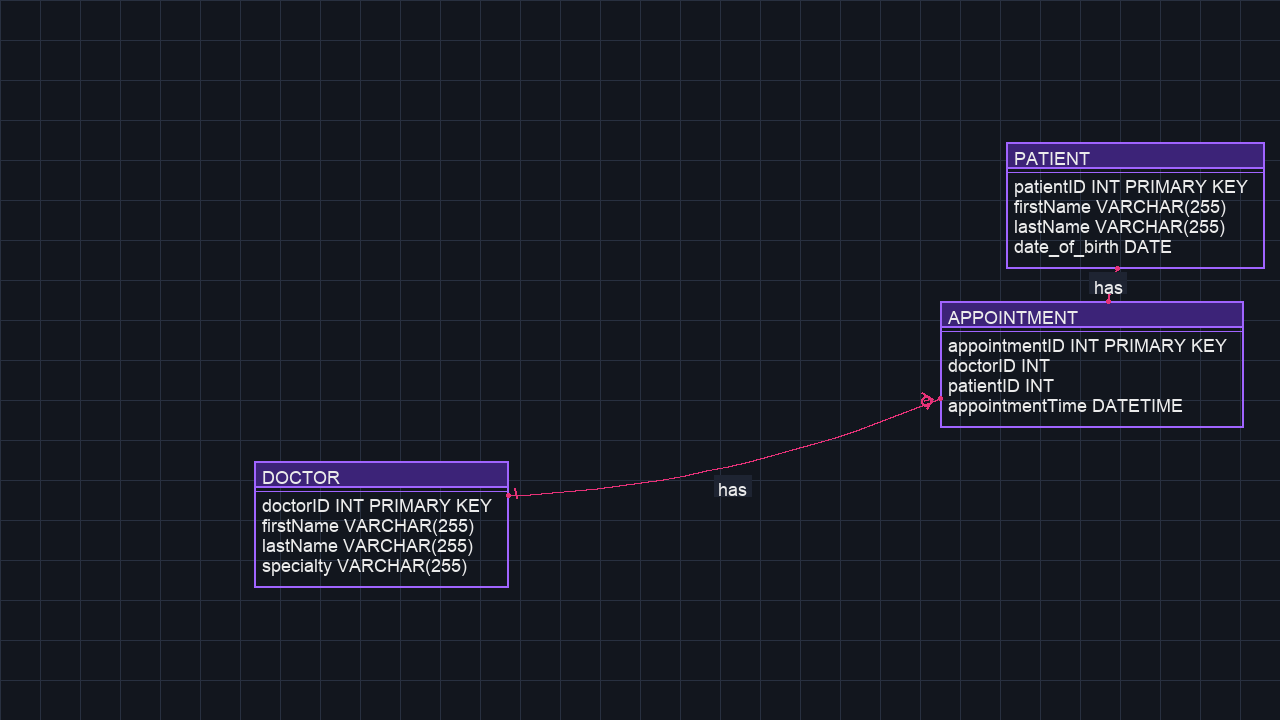 PATIENT
patientID INT PRIMARY KEY
firstName VARCHAR(255)
lastName VARCHAR(255)
date_of_birth DATE
has
APPOINTMENT
appointmentID INT PRIMARY KEY
doctorID INT
patientID INT
appointmentTime DATETIME
has
DOCTOR
doctorID INT PRIMARY KEY
firstName VARCHAR(255)
lastName VARCHAR(255)
specialty VARCHAR(255)